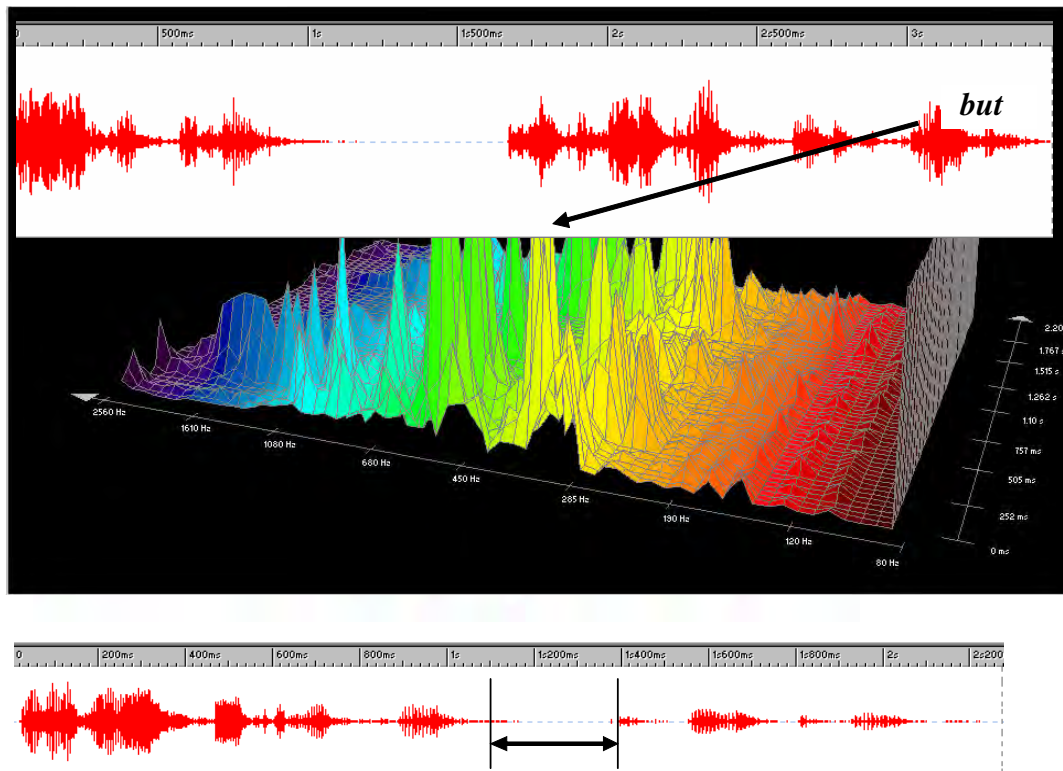 0 500ms 1s 1s500ms 2s 2s500ms 3s
but
2.20
1.767 s
1.515 s
1.262 s
1.10 s
757 ms
505 ms
252 ms
0 ms
2560 Hz 1610 Hz 1080 Hz 680 Hz 450 Hz 285 Hz 190 Hz 120 Hz 80 Hz
0 200ms 400ms 600ms 800ms 1s 1s200ms 1s400ms 1s600ms 1s800ms 2s 2s200